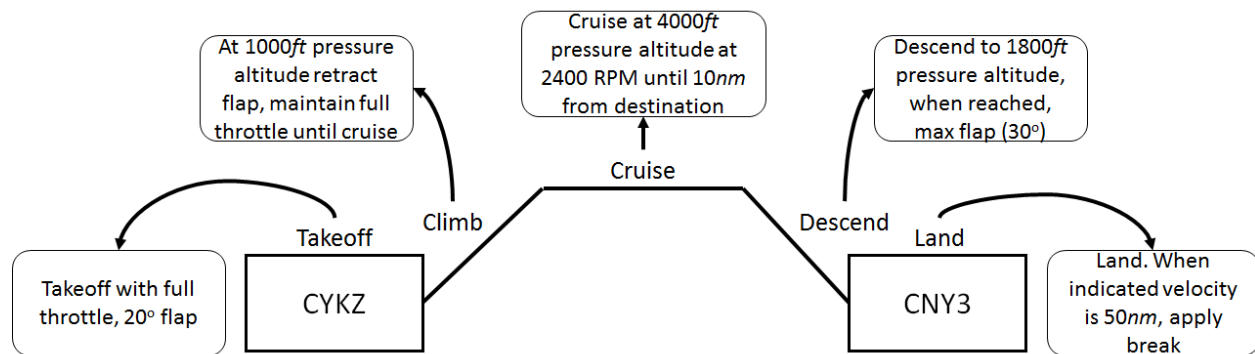 At 1000ft pressure
altitude retract
flap, maintain full
throttle until cruise
Cruise at 4000ft
pressure altitude at
2400 RPM until 10nm
from destination
Descend to 1800ft
pressure altitude,
when reached,
max flap (30º)
Cruise
Climb
Descend
Takeoff
Land
Takeoff with full
throttle, 20º flap
CYKZ
CNY3
Land. When
indicated velocity
is 50nm, apply
break